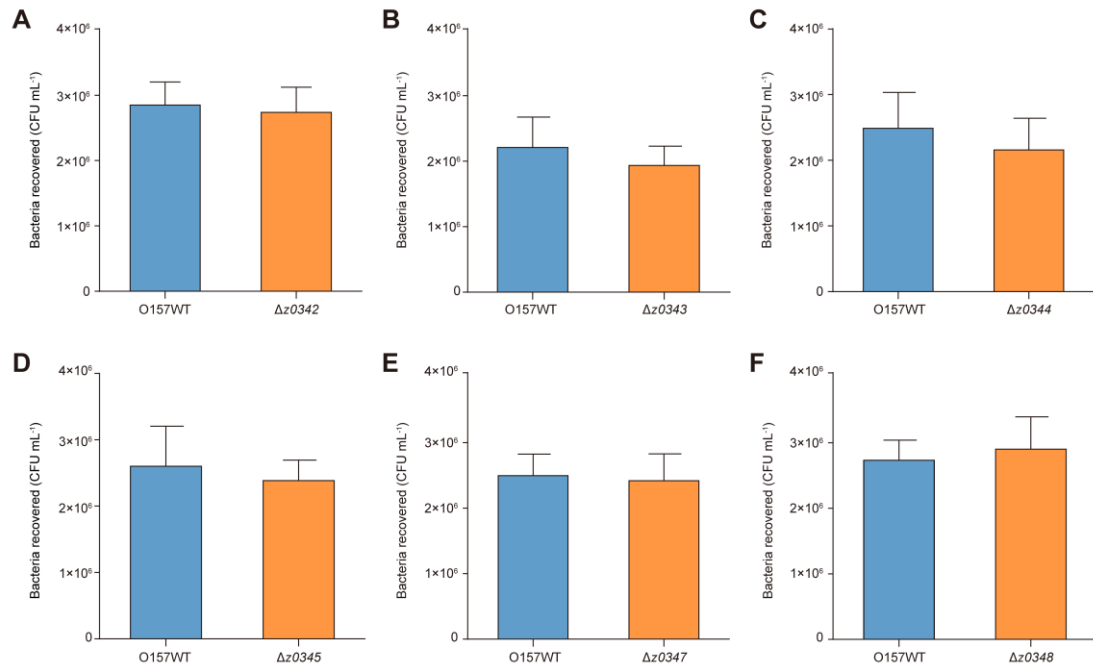 A
Bacteria recovered (CFU mL⁻¹)
4×10⁶
3×10⁶
2×10⁶
1×10⁶
0
O157WT
Δz0342
B
Bacteria recovered (CFU mL⁻¹)
4×10⁶
3×10⁶
2×10⁶
1×10⁶
0
O157WT
Δz0343
C
Bacteria recovered (CFU mL⁻¹)
4×10⁶
3×10⁶
2×10⁶
1×10⁶
0
O157WT
Δz0344
D
Bacteria recovered (CFU mL⁻¹)
4×10⁶
3×10⁶
2×10⁶
1×10⁶
0
O157WT
Δz0345
E
Bacteria recovered (CFU mL⁻¹)
4×10⁶
3×10⁶
2×10⁶
1×10⁶
0
O157WT
Δz0347
F
Bacteria recovered (CFU mL⁻¹)
4×10⁶
3×10⁶
2×10⁶
1×10⁶
0
O157WT
Δz0348